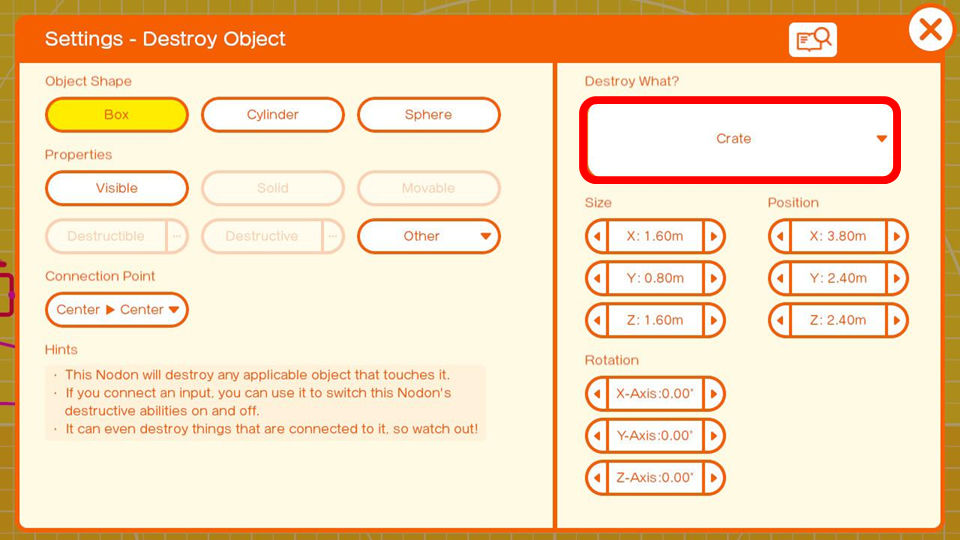 Settings - Destroy Object
Object Shape
Box
Cylinder
Sphere
Properties
Visible
Solid
Movable
Destructible ...
Destructive ...
Other
Connection Point
Center ▶ Center
Hints
· This Nodon will destroy any applicable object that touches it.
· If you connect an input, you can use it to switch this Nodon's
destructive abilities on and off.
· It can even destroy things that are connected to it, so watch out!
Destroy What?
Crate
Size
X: 1.60m
Y: 0.80m
Z: 1.60m
Position
X: 3.80m
Y: 2.40m
Z: 2.40m
Rotation
X-Axis:0.00°
Y-Axis:0.00°
Z-Axis:0.00°